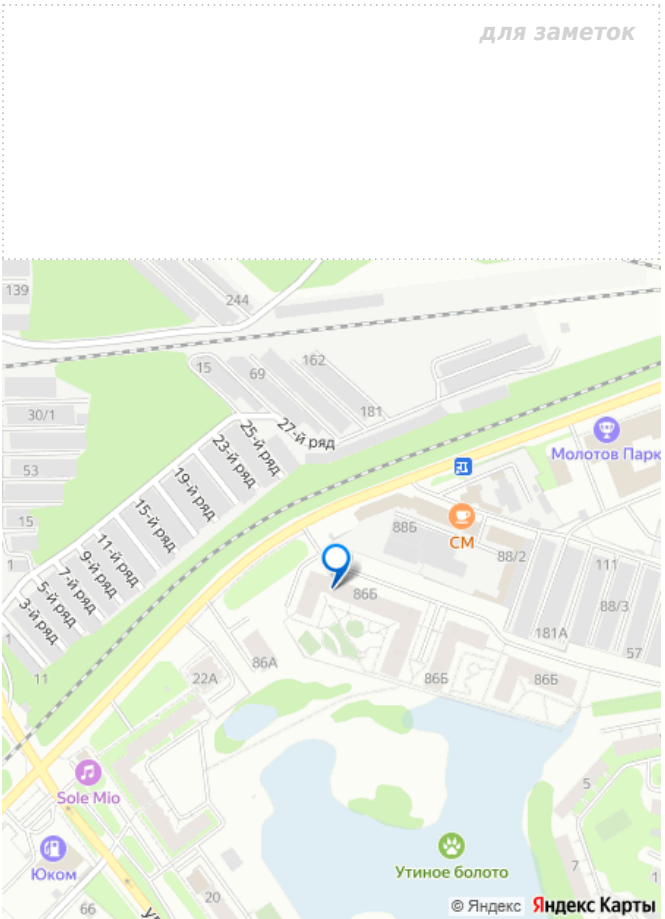 для заметок
139
244
15
69
162
181
30/1
27-й ряд
25-й ряд
23-й ряд
Молотов Парк
53
19-й ряд
15-й ряд
15
88Б
СМ
11-й ряд
9-й ряд
88/2
111
1
7-й ряд
5-й ряд
86Б
3-й ряд
88/3
1
181А
57
86А
11
22А
86Б
86Б
Sole Mio
5
Утиное болото
Юком
7
1
20
66
ул
© Яндекс Яндекс Карты